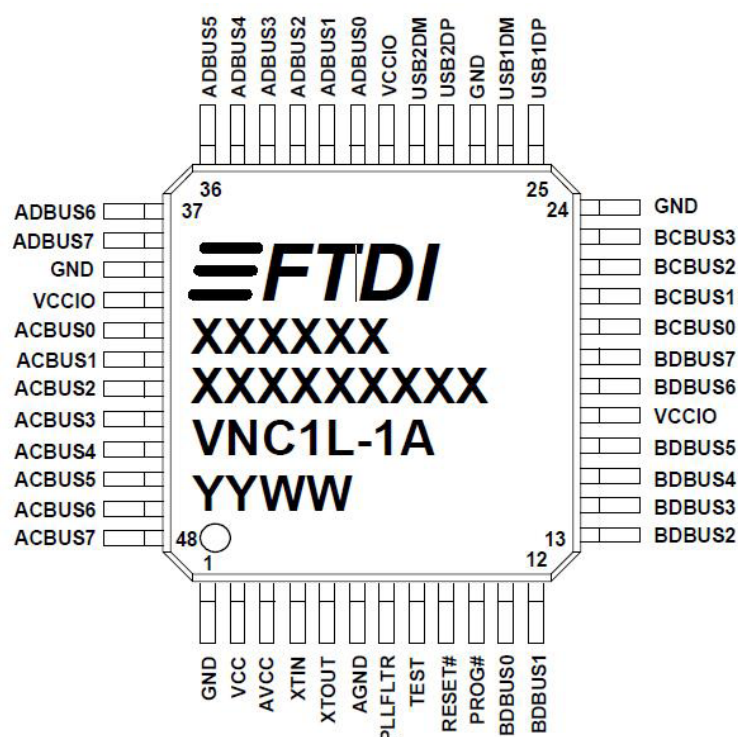 ADBUS5
ADBUS4
ADBUS3
ADBUS2
ADBUS1
ADBUS0
VCCIO
USB2DM
USB2DP
GND
USB1DM
USB1DP
36
25
37
24
ADBUS6
ADBUS7
GND
VCCIO
ACBUS0
ACBUS1
ACBUS2
ACBUS3
ACBUS4
ACBUS5
ACBUS6
ACBUS7
FTDI
XXXXXX
XXXXXXXXX
VNC1L-1A
YYWW
GND
BCBUS3
BCBUS2
BCBUS1
BCBUS0
BDBUS7
BDBUS6
VCCIO
BDBUS5
BDBUS4
BDBUS3
BDBUS2
48
13
1
12
GND
VCC
AVCC
XTIN
XTOUT
AGND
PLLFLTR
TEST
RESET#
PROG#
BDBUS0
BDBUS1